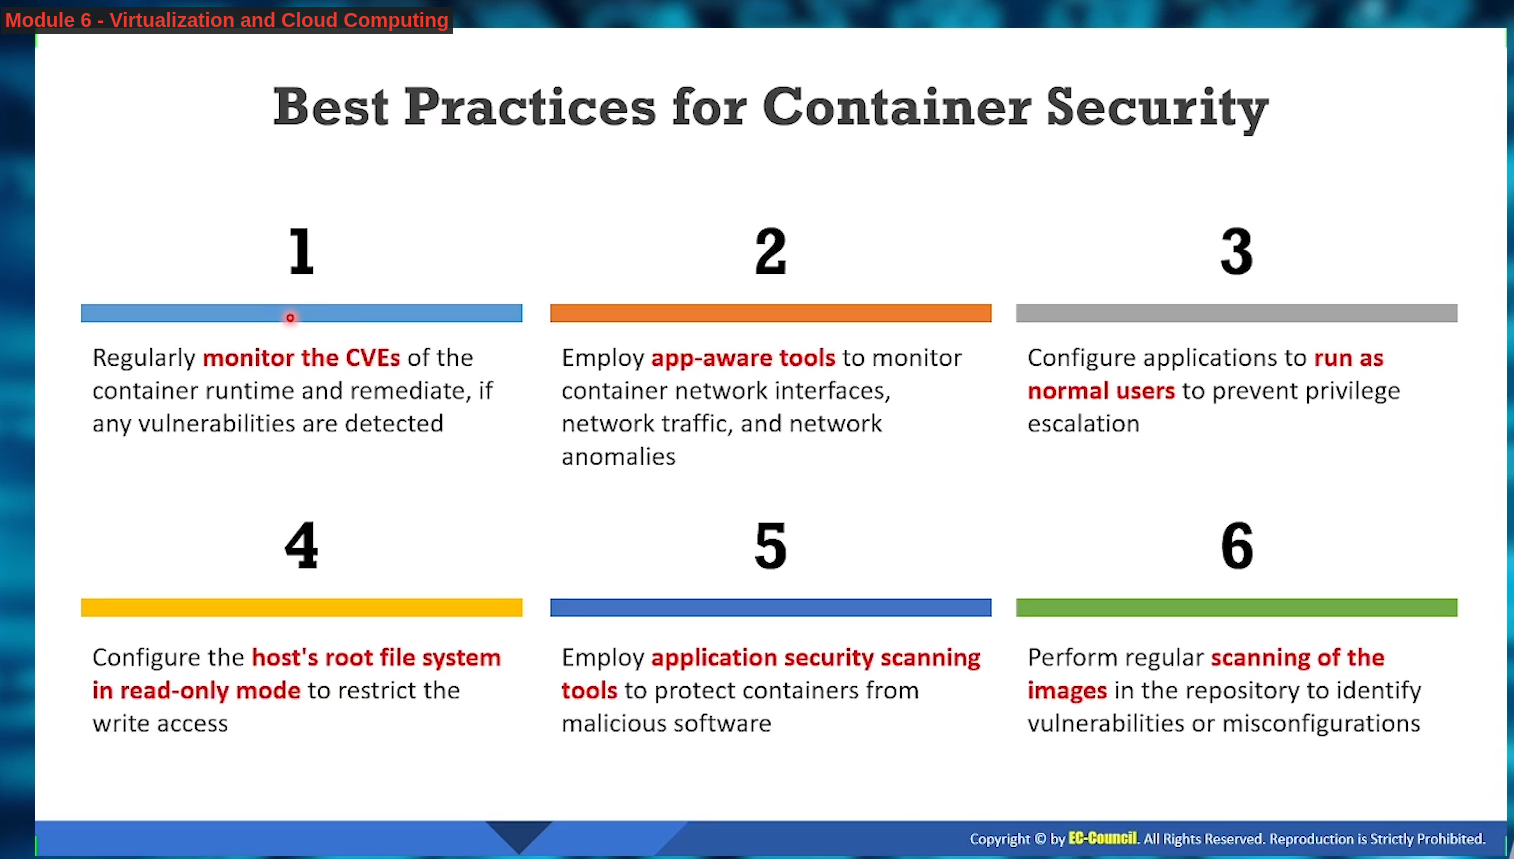 Module 6 - Virtualization and Cloud Computing
Best Practices for Container Security
1
Regularly monitor the CVEs of the
container runtime and remediate, if
any vulnerabilities are detected
2
Employ app-aware tools to monitor
container network interfaces,
network traffic, and network
anomalies
3
Configure applications to run as
normal users to prevent privilege
escalation
4
Configure the host's root file system
in read-only mode to restrict the
write access
5
Employ application security scanning
tools to protect containers from
malicious software
6
Perform regular scanning of the
images in the repository to identify
vulnerabilities or misconfigurations
Copyright © by EC-Council. All Rights Reserved. Reproduction is Strictly Prohibited.